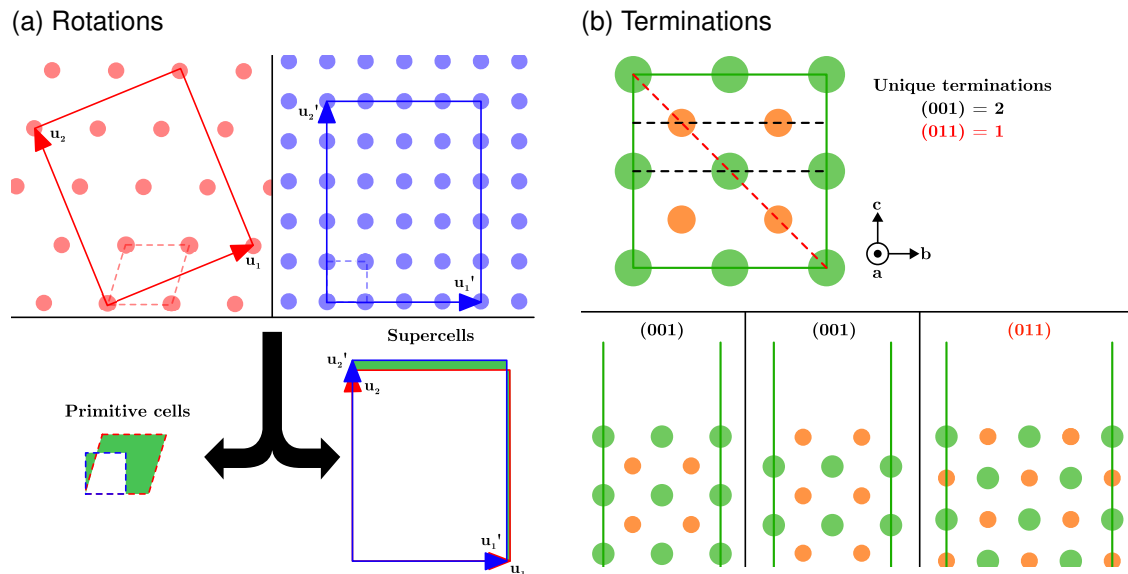 (a) Rotations
u₂
u₁
u₂'
u₁'
Primitive cells
Supercells
u₂'
u₂
u₁'
u₁
(b) Terminations
Unique terminations
(001) = 2
(011) = 1
c
b
a
(001)
(001)
(011)